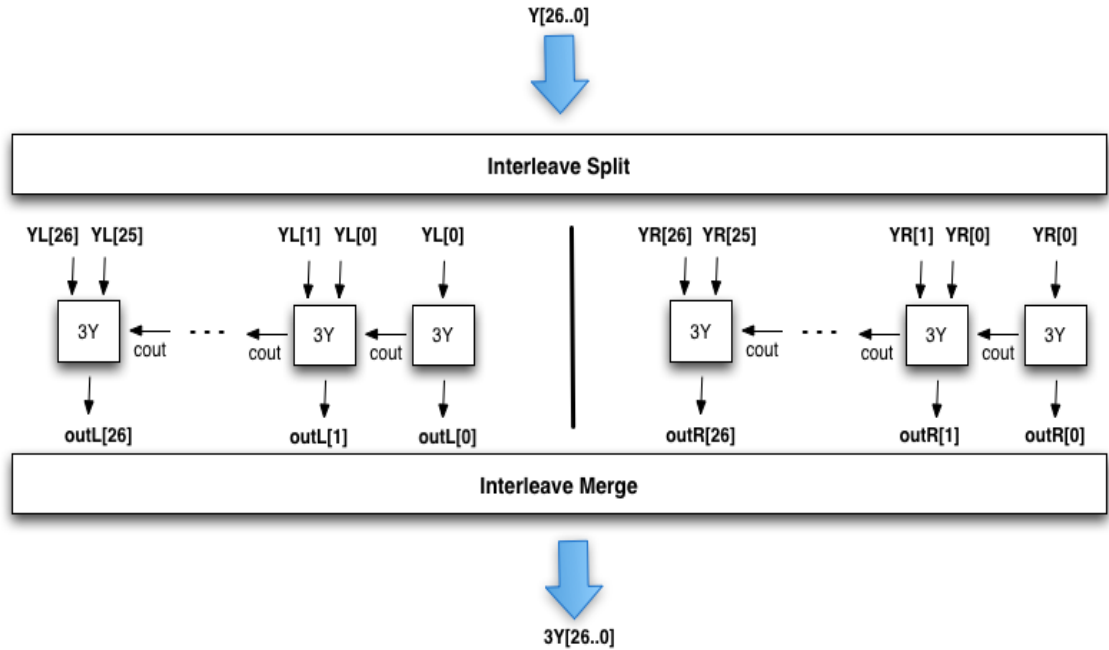 Y[26..0]
Interleave Split
YL[26] YL[25] YL[1] YL[0] YL[0] YR[26] YR[25] YR[1] YR[0] YR[0]
3Y 3Y 3Y 3Y 3Y 3Y
cout cout cout cout cout cout
outL[26] outL[1] outL[0] outR[26] outR[1] outR[0]
Interleave Merge
3Y[26..0]